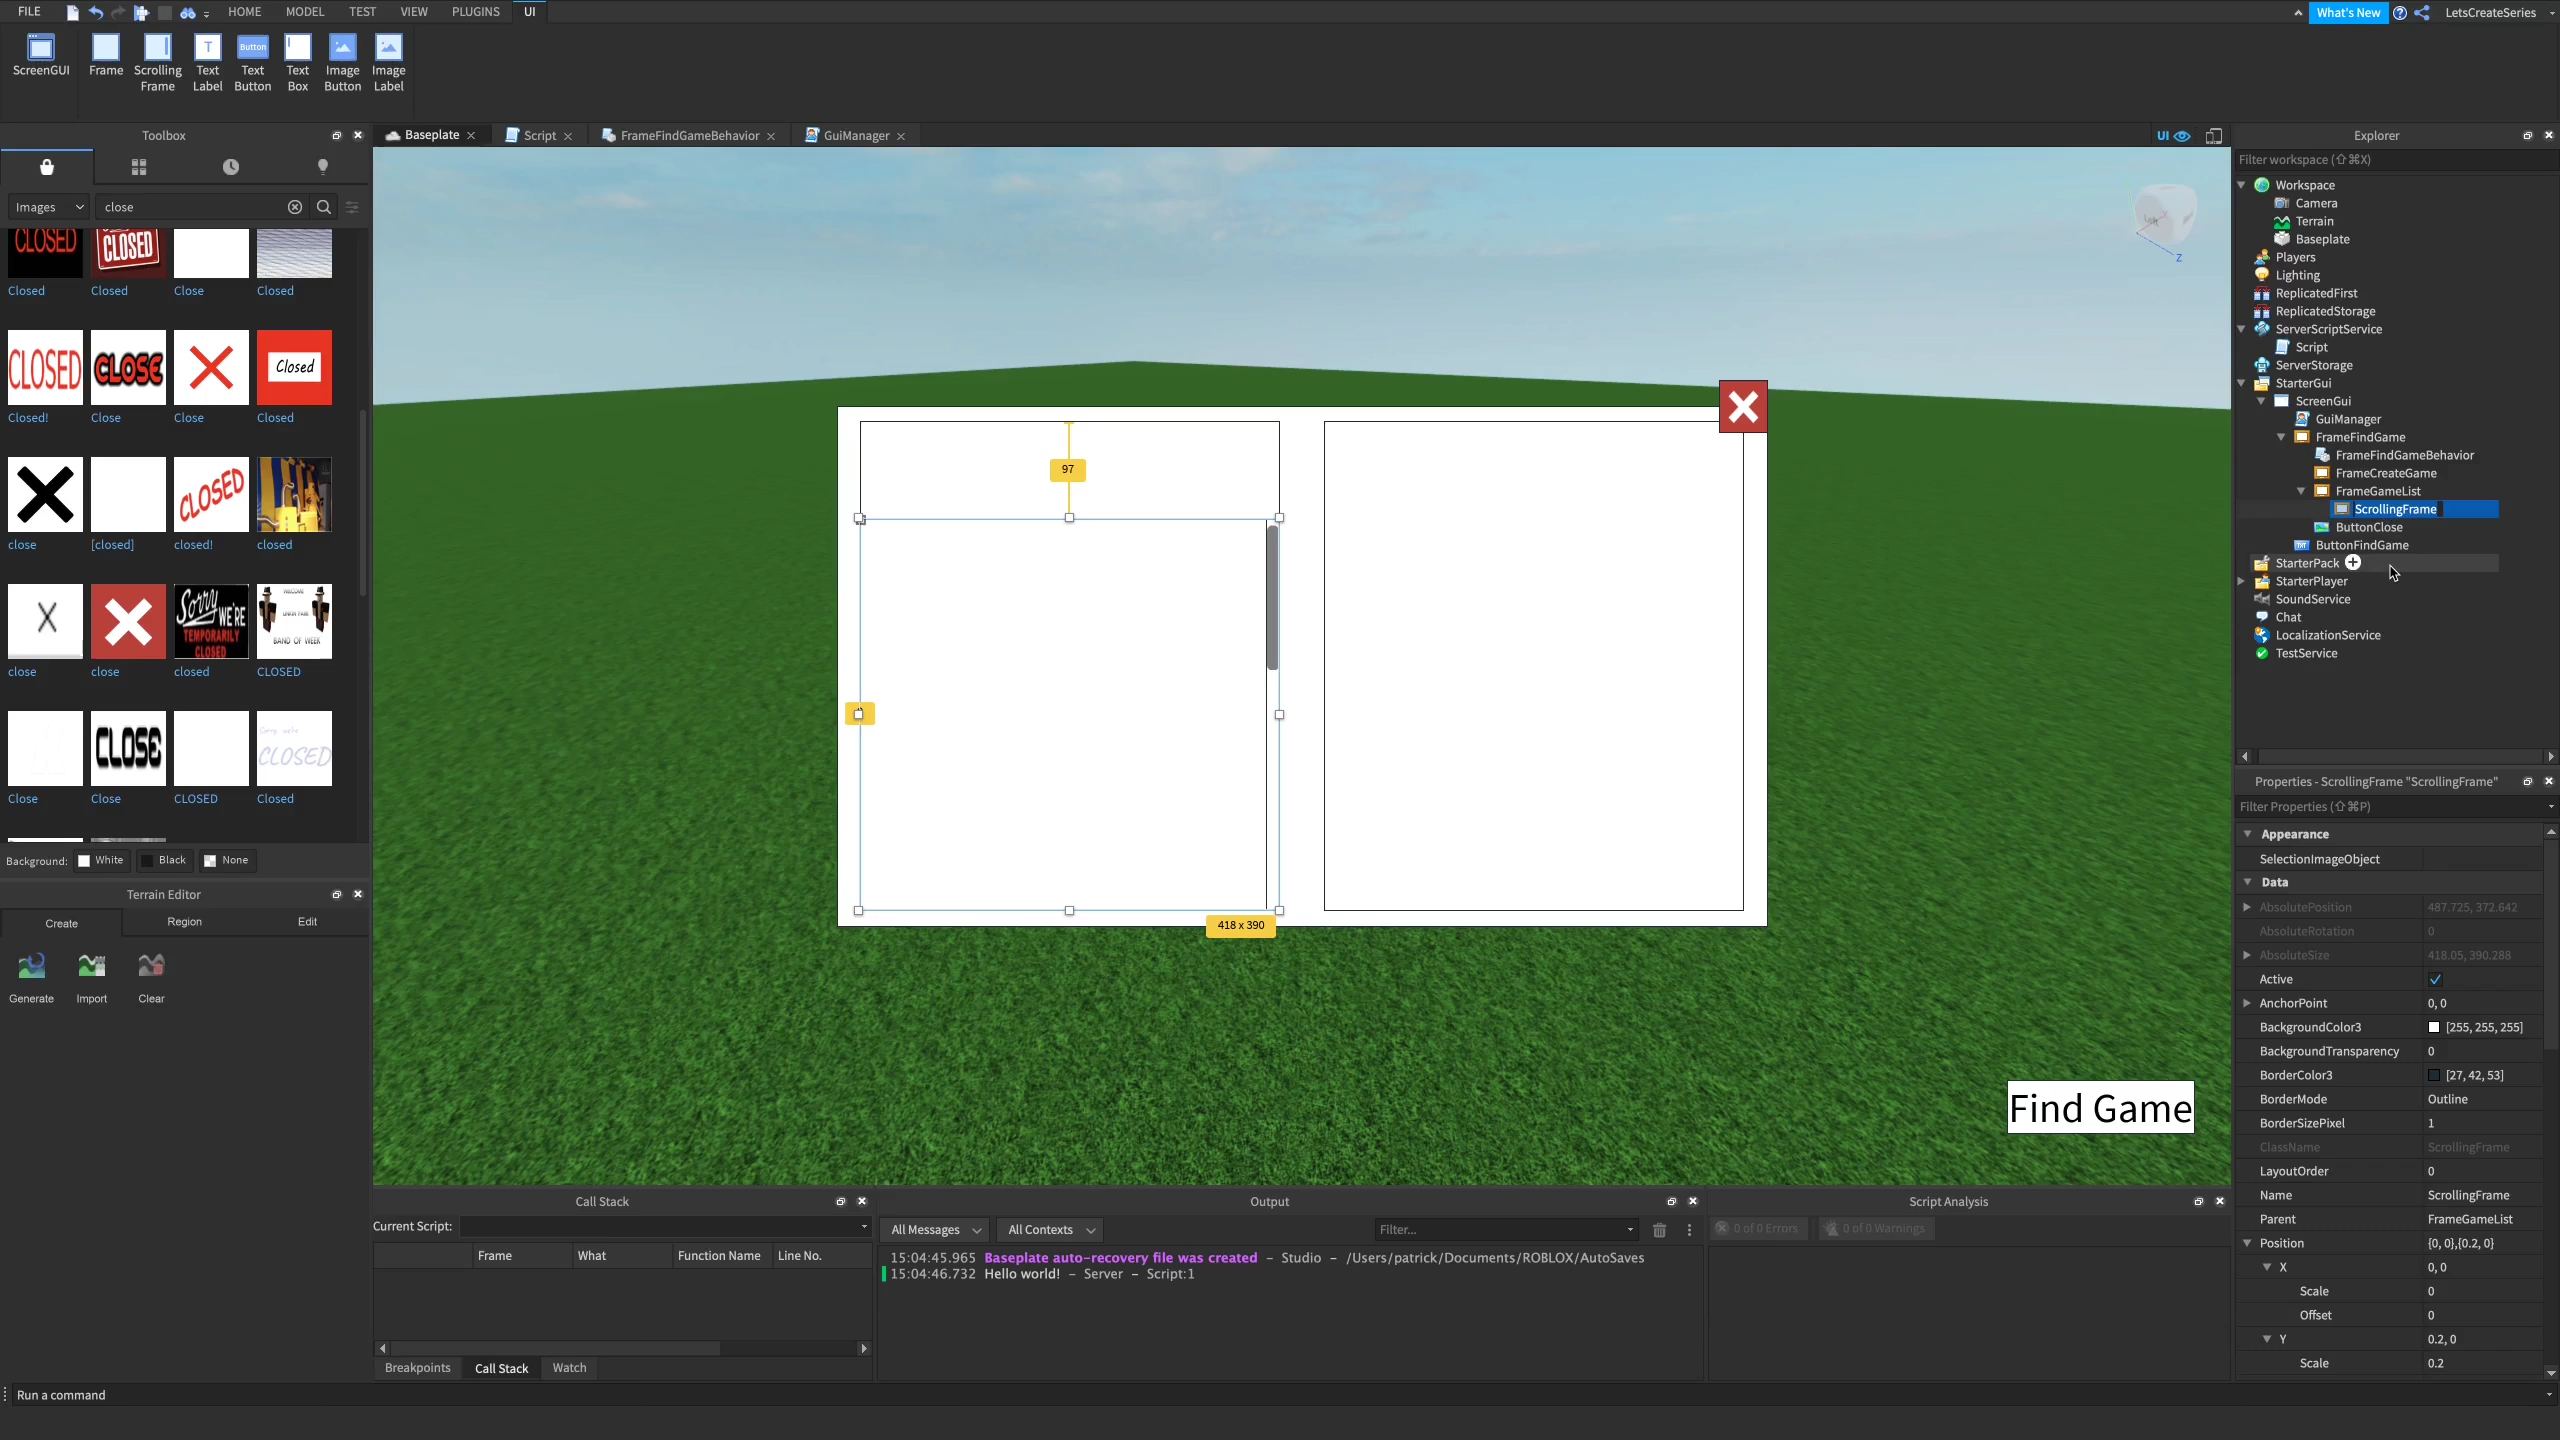 FILE HOME MODEL TEST VIEW PLUGINS UI What's New LetsCreateSeries
ScreenGUI Frame Scrolling Frame Text Label Text Button Text Box Image Button Image Label
Button
Toolbox
Images close
CLOSED CLOSED
Closed Closed Close Closed
CLOSED CLOSE Closed
Closed! Close Close Closed
CLOSED
close [closed] closed! closed
Sorry WE'RE TEMPORARILY CLOSED
BAND OF WEEK
close close closed CLOSED
CLOSE CLOSED
Close Close CLOSED Closed
Background: White Black None
Terrain Editor
Create Region Edit
Generate Import Clear
Baseplate Script FrameFindGameBehavior GuiManager UI
97
418 x 390
Find Game
Z
Call Stack
Current Script:
Frame What Function Name Line No.
Breakpoints Call Stack Watch
Output
All Messages All Contexts Filter...
15:04:45.965 Baseplate auto-recovery file was created – Studio – /Users/patrick/Documents/ROBLOX/AutoSaves
15:04:46.732 Hello world! – Server – Script:1
Script Analysis
0 of 0 Errors 0 of 0 Warnings
Run a command
Explorer
Filter workspace (⇧⌘X)
Workspace
Camera
Terrain
Baseplate
Players
Lighting
ReplicatedFirst
ReplicatedStorage
ServerScriptService
Script
ServerStorage
StarterGui
ScreenGui
GuiManager
FrameFindGame
FrameFindGameBehavior
FrameCreateGame
FrameGameList
ScrollingFrame
ButtonClose
ButtonFindGame
StarterPack
StarterPlayer
SoundService
Chat
LocalizationService
TestService
Properties - ScrollingFrame "ScrollingFrame"
Filter Properties (⇧⌘P)
Appearance
SelectionImageObject
Data
AbsolutePosition 487.725, 372.642
AbsoluteRotation 0
AbsoluteSize 418.05, 390.288
Active
AnchorPoint 0, 0
BackgroundColor3 [255, 255, 255]
BackgroundTransparency 0
BorderColor3 [27, 42, 53]
BorderMode Outline
BorderSizePixel 1
ClassName ScrollingFrame
LayoutOrder 0
Name ScrollingFrame
Parent FrameGameList
Position {0, 0},{0.2, 0}
X 0, 0
Scale 0
Offset 0
Y 0.2, 0
Scale 0.2